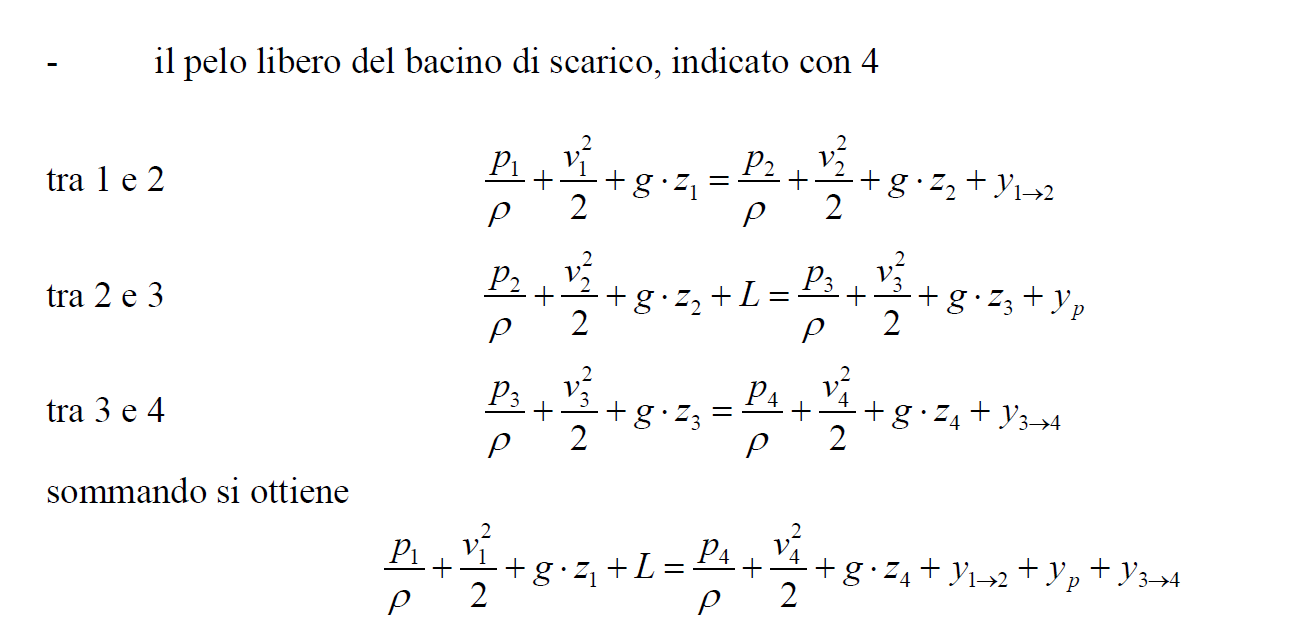 - il pelo libero del bacino di scarico, indicato con 4
tra 1 e 2 $\frac{p_1}{\rho} + \frac{v_1^2}{2} + g \cdot z_1 = \frac{p_2}{\rho} + \frac{v_2^2}{2} + g \cdot z_2 + y_{1 \to 2}$
tra 2 e 3 $\frac{p_2}{\rho} + \frac{v_2^2}{2} + g \cdot z_2 + L = \frac{p_3}{\rho} + \frac{v_3^2}{2} + g \cdot z_3 + y_p$
tra 3 e 4 $\frac{p_3}{\rho} + \frac{v_3^2}{2} + g \cdot z_3 = \frac{p_4}{\rho} + \frac{v_4^2}{2} + g \cdot z_4 + y_{3 \to 4}$
sommando si ottiene
$\frac{p_1}{\rho} + \frac{v_1^2}{2} + g \cdot z_1 + L = \frac{p_4}{\rho} + \frac{v_4^2}{2} + g \cdot z_4 + y_{1 \to 2} + y_p + y_{3 \to 4}$